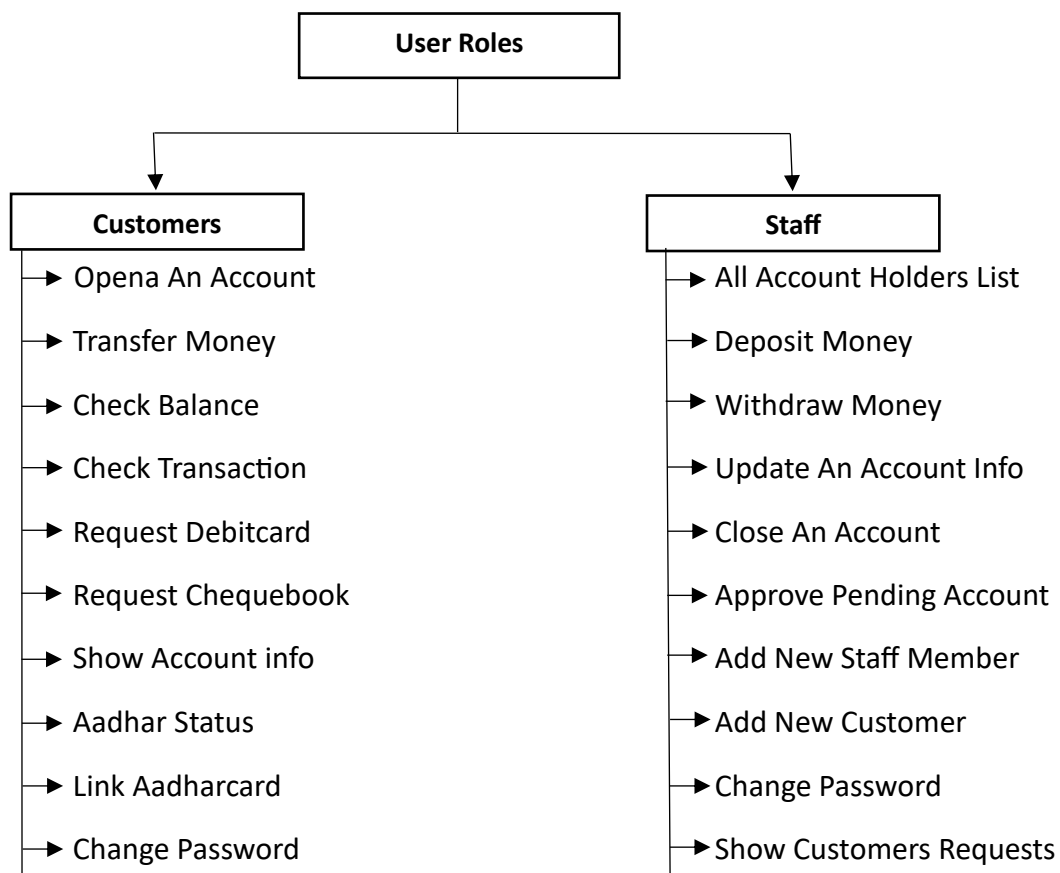 User Roles
Customers
Opena An Account
Transfer Money
Check Balance
Check Transaction
Request Debitcard
Request Chequebook
Show Account info
Aadhar Status
Link Aadharcard
Change Password
Staff
All Account Holders List
Deposit Money
Withdraw Money
Update An Account Info
Close An Account
Approve Pending Account
Add New Staff Member
Add New Customer
Change Password
Show Customers Requests